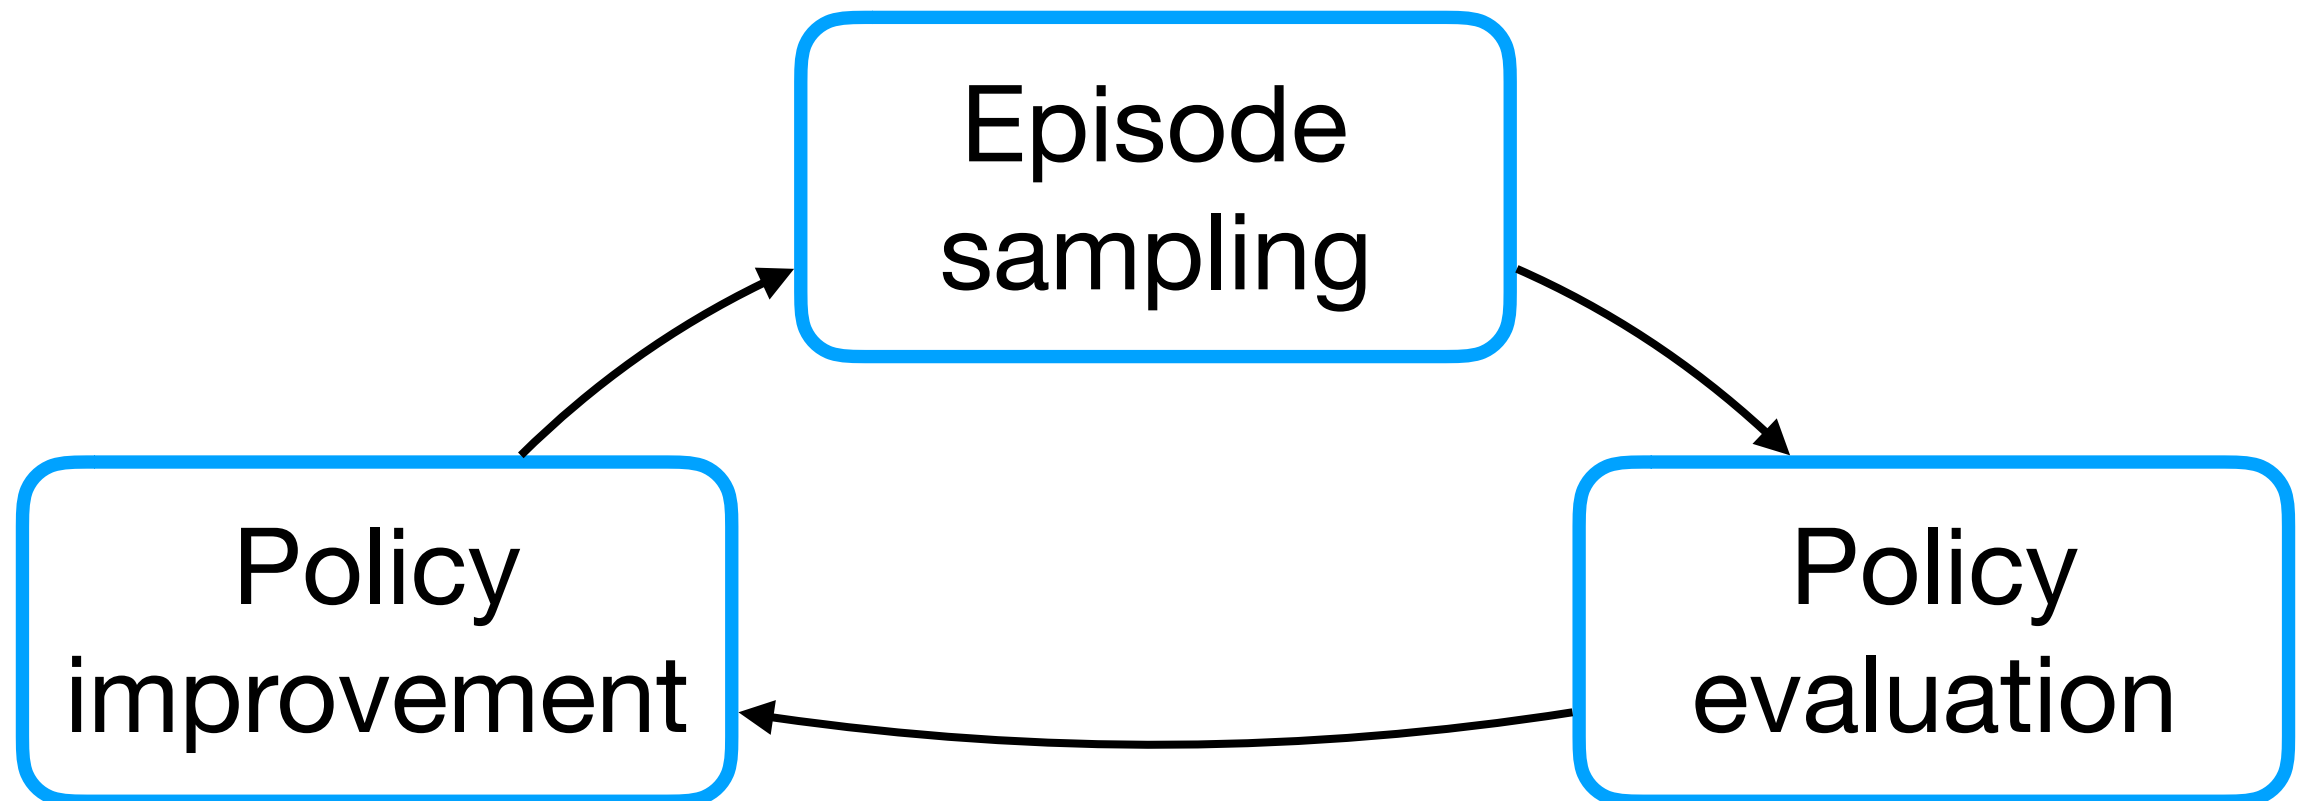 Episode
sampling
Policy
improvement
Policy
evaluation